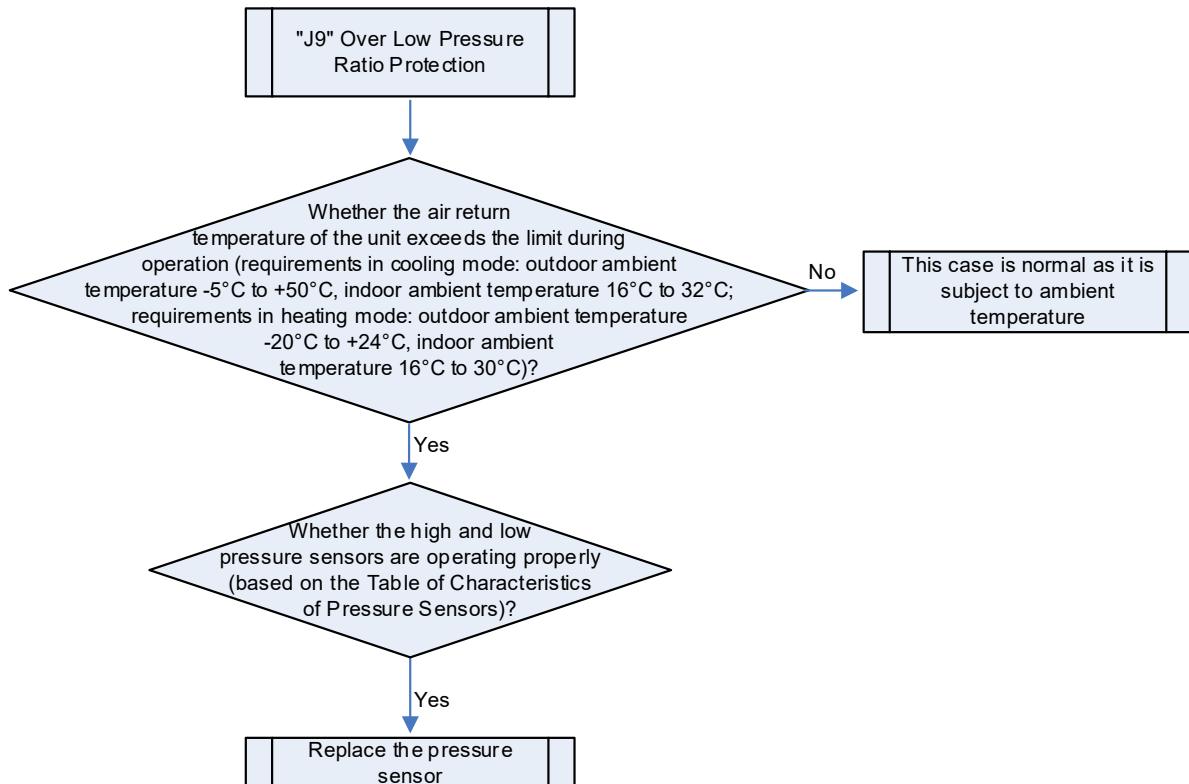 "J9" Over Low Pressure
Ratio Protection
Whether the air return
temperature of the unit exceeds the limit during
operation (requirements in cooling mode: outdoor ambient
temperature -5°C to +50°C, indoor ambient temperature 16°C to 32°C;
requirements in heating mode: outdoor ambient temperature
-20°C to +24°C, indoor ambient
temperature 16°C to 30°C)?
No
This case is normal as it is
subject to ambient
temperature
Yes
Whether the high and low
pressure sensors are operating properly
(based on the Table of Characteristics
of Pressure Sensors)?
Yes
Replace the pressure
sensor